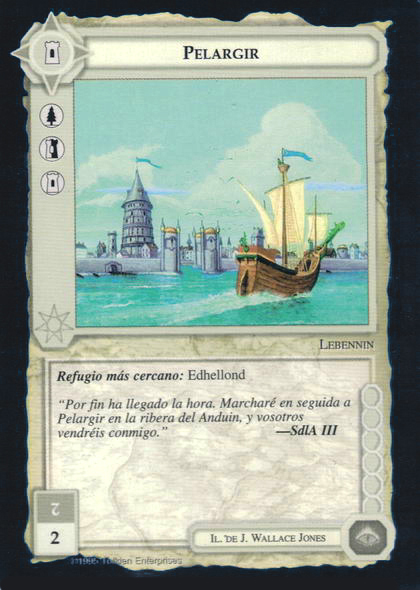 PELARGIR
LEBENNIN
Refugio más cercano: Edhellond
“Por fin ha llegado la hora. Marcharé en seguida a
Pelargir en la ribera del Anduin, y vosotros
vendréis conmigo.” —SdlA III
2
2
IL. DE J. WALLACE JONES
©1995 Tolkien Enterprises